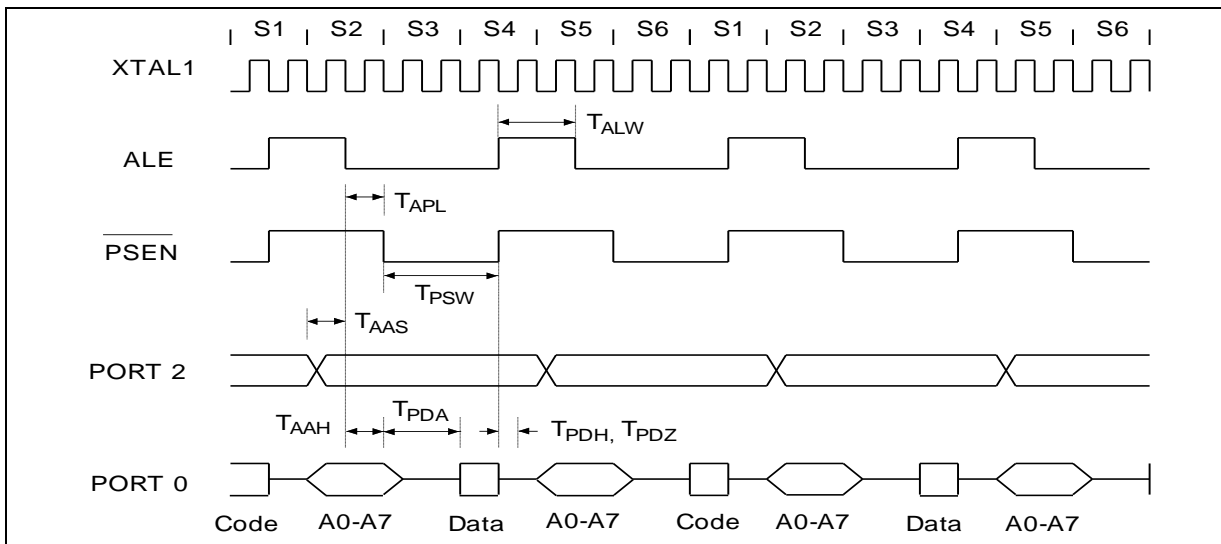 S1 S2 S3 S4 S5 S6 S1 S2 S3 S4 S5 S6
XTAL1
TALW
ALE
TAPL
PSEN
TPSW
TAAS
PORT 2
TAAH TPDA TPDH, TPDZ
PORT 0
Code A0-A7 Data A0-A7 Code A0-A7 Data A0-A7